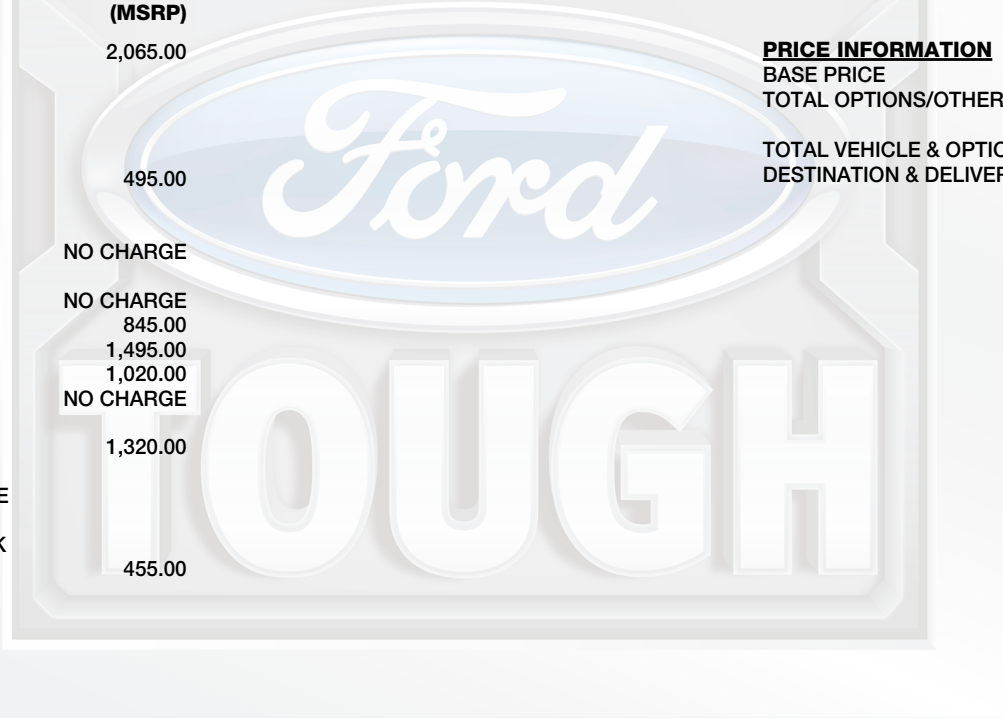 (MSRP)
2,065.00
495.00
NO CHARGE
NO CHARGE
845.00
1,495.00
1,020.00
NO CHARGE
1,320.00
E
K
455.00
PRICE INFORMATION
BASE PRICE
TOTAL OPTIONS/OTHER
TOTAL VEHICLE & OPTIO
DESTINATION & DELIVER
Ford
TOUGH